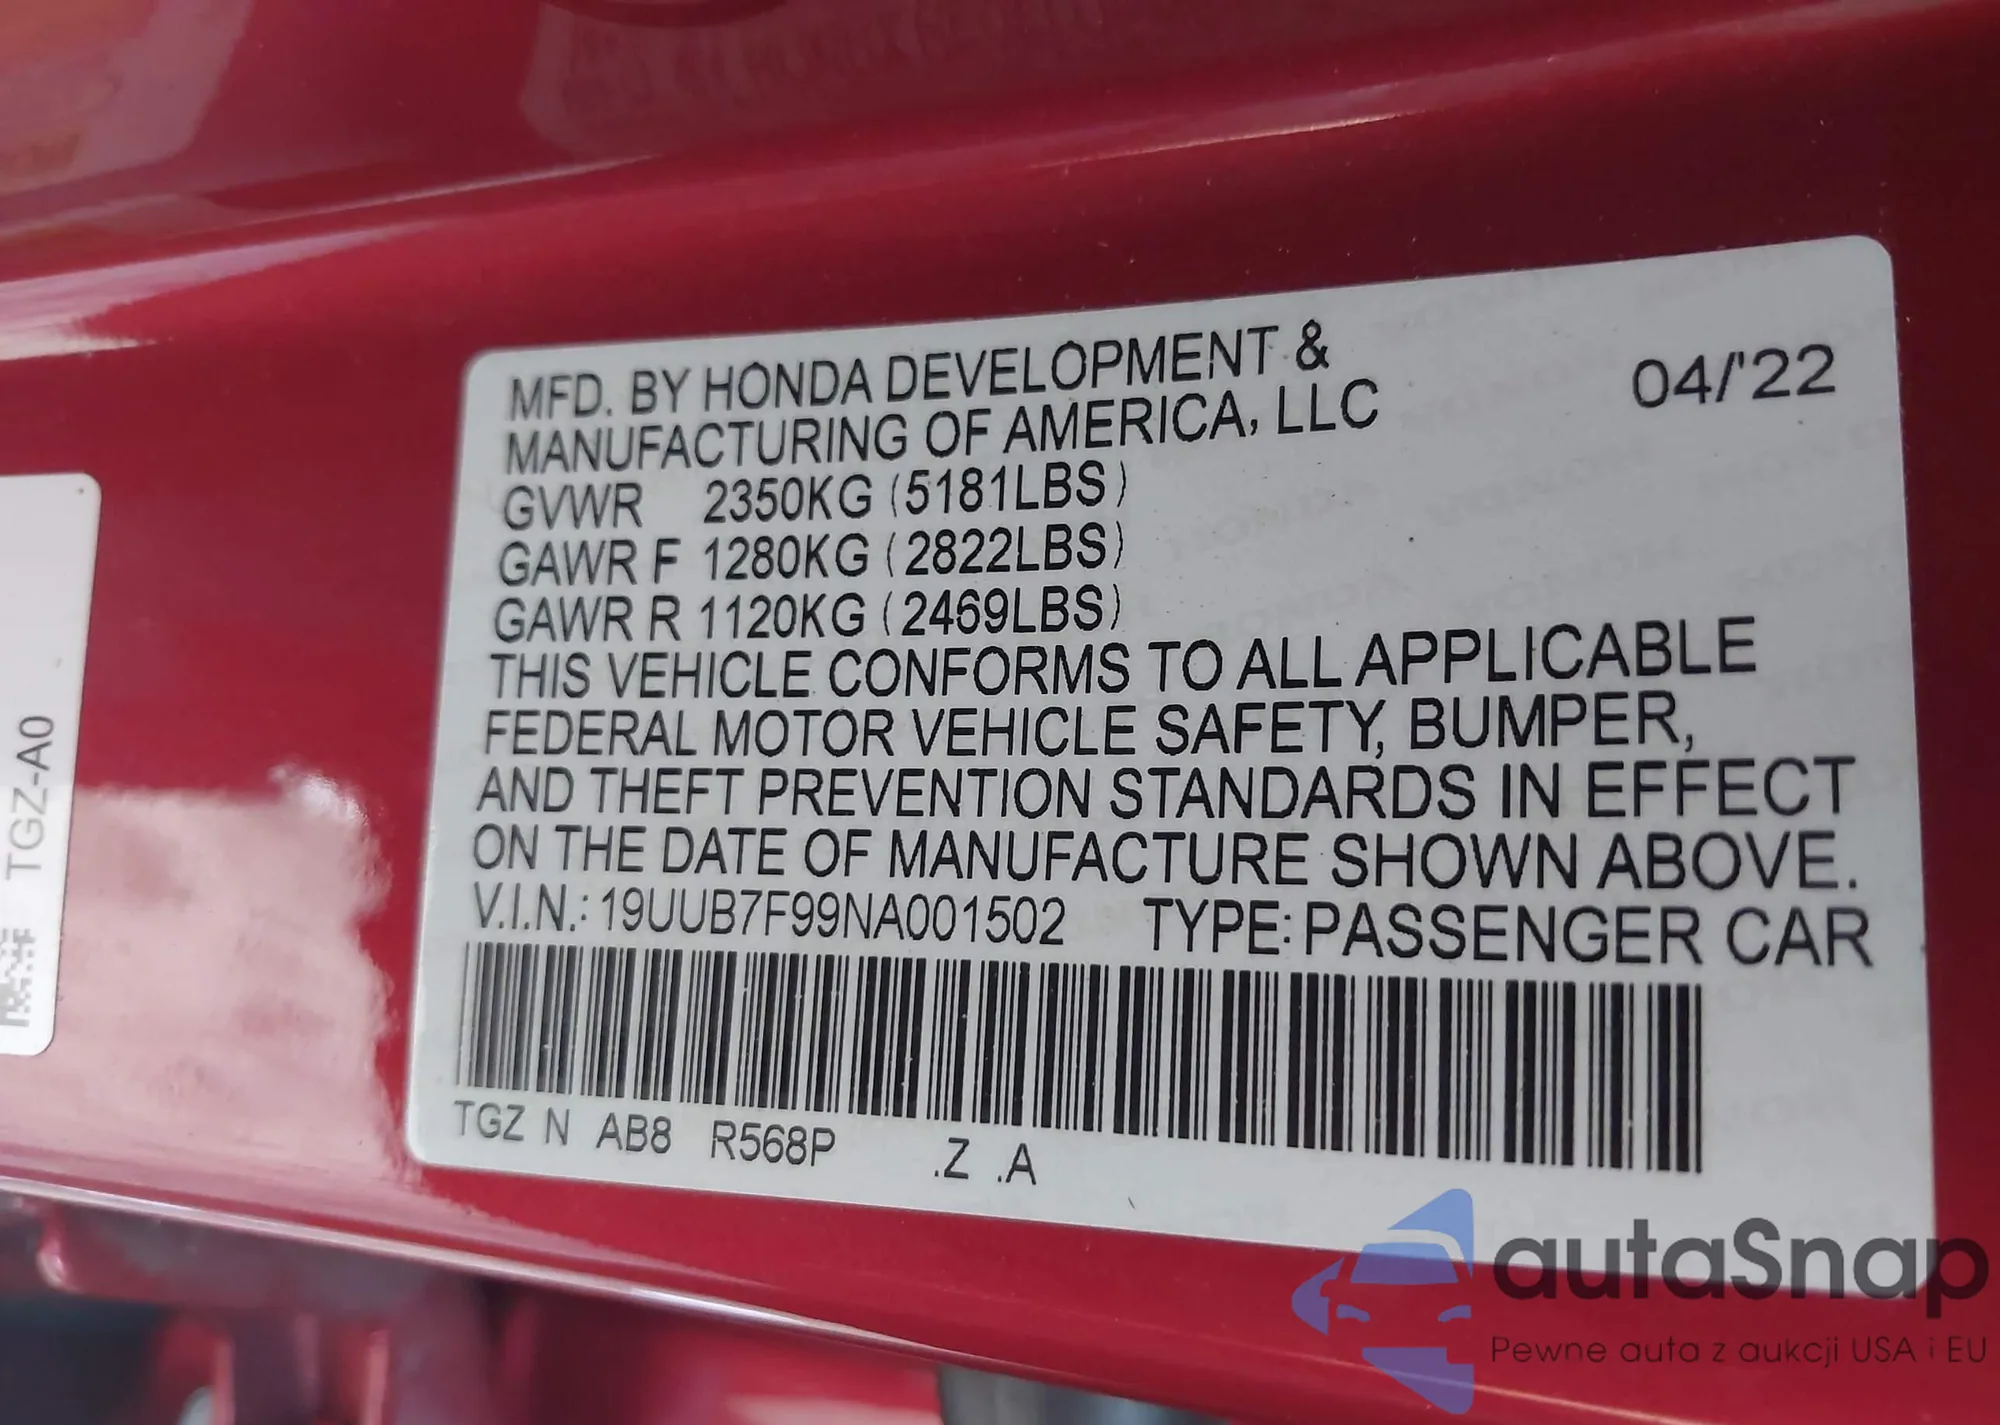 MFD. BY HONDA DEVELOPMENT &
MANUFACTURING OF AMERICA, LLC
04/'22
GVWR 2350KG (5181LBS)
GAWR F 1280KG (2822LBS)
GAWR R 1120KG (2469LBS)
THIS VEHICLE CONFORMS TO ALL APPLICABLE
FEDERAL MOTOR VEHICLE SAFETY, BUMPER,
AND THEFT PREVENTION STANDARDS IN EFFECT
ON THE DATE OF MANUFACTURE SHOWN ABOVE.
V.I.N.: 19UUB7F99NA001502 TYPE: PASSENGER CAR
TGZ N AB8 R568P .Z .A
TGZ-A0
autaSnap
Pewne auta z aukcji USA i EU